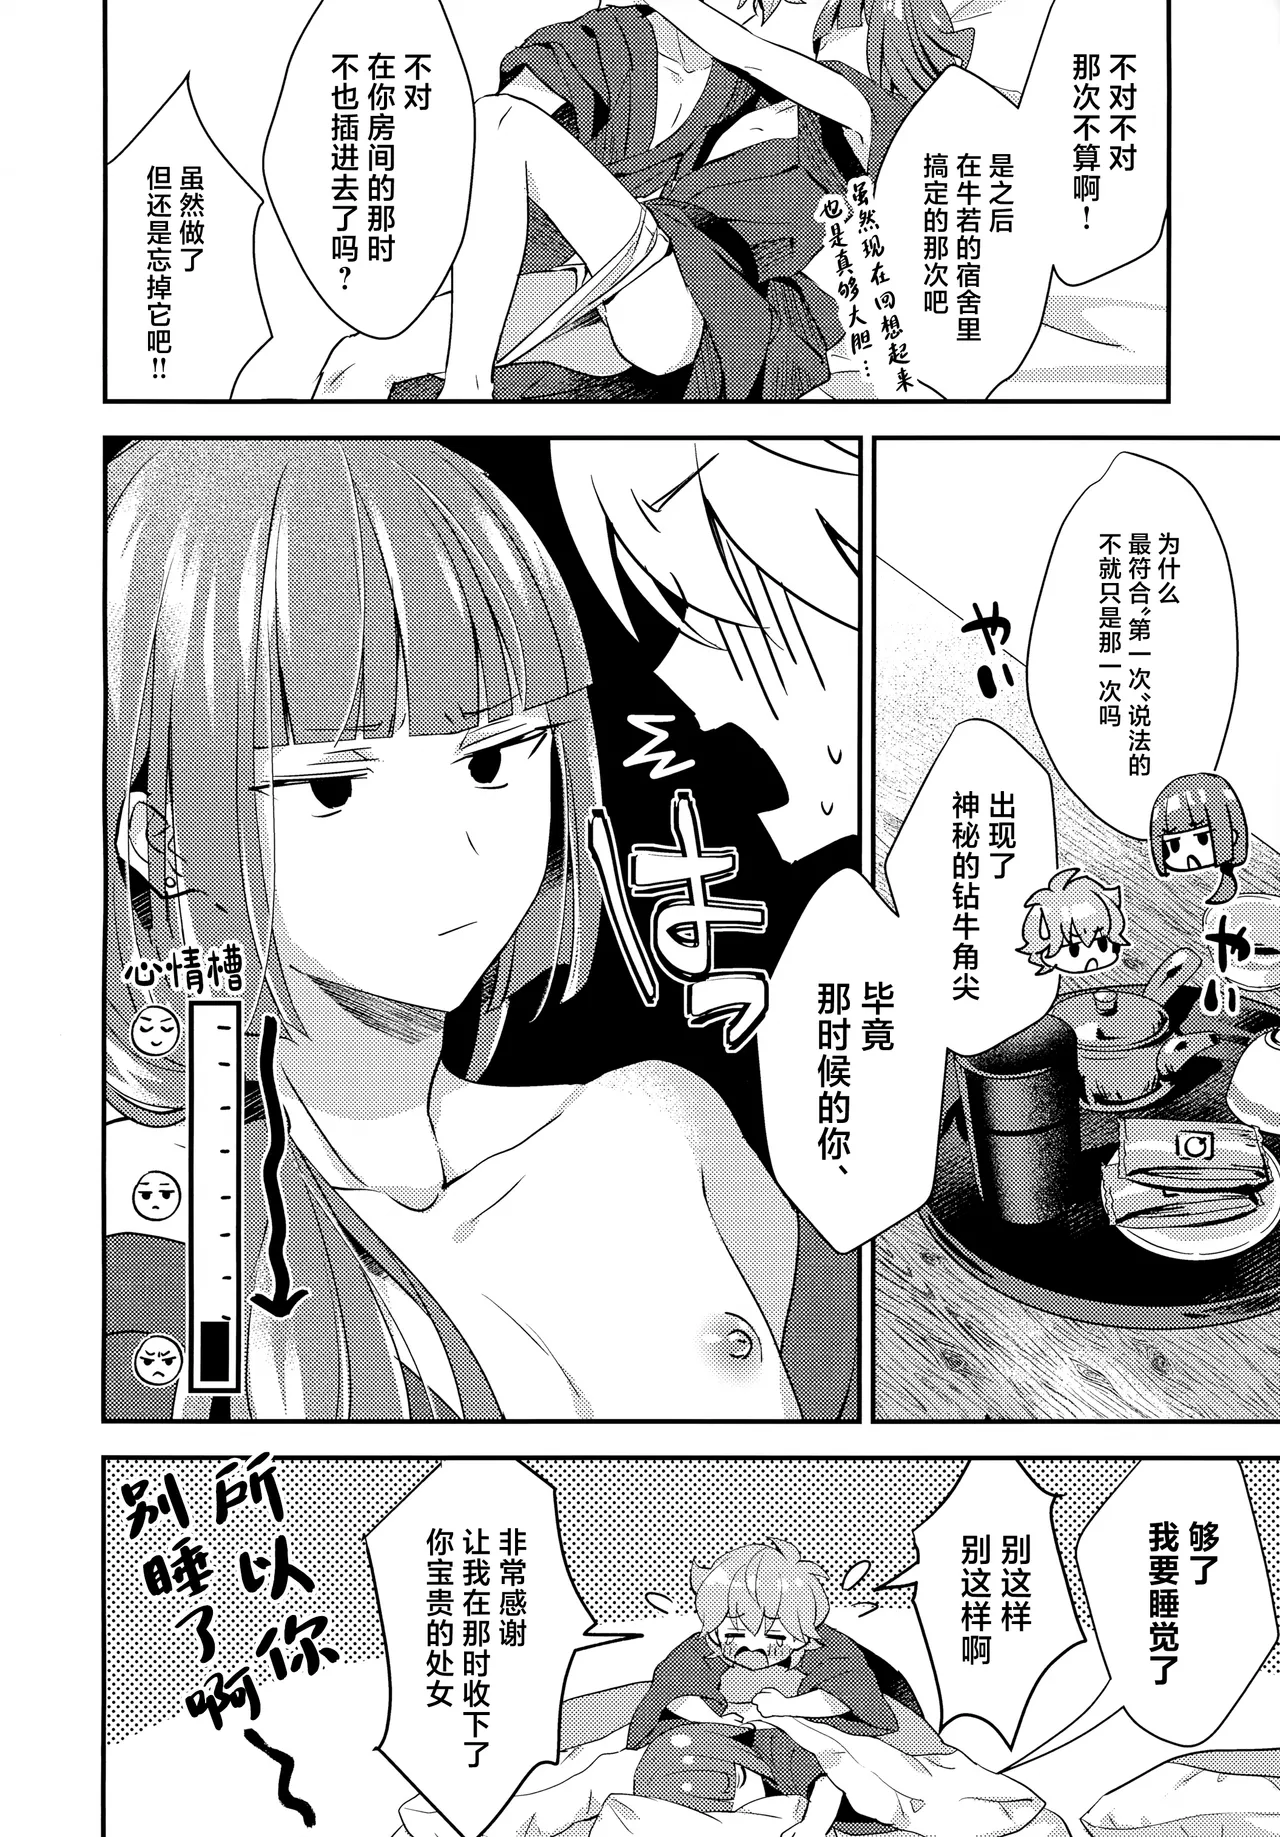 不对不对
那次不算啊！
是之后
在牛若的宿舍里
搞定的那次吧
虽然现在回想起来
也是真够大胆…
不对
在你房间的那时
不也插进去了吗？
虽然做了
但还是忘掉它吧!!
为什么
最符合“第一次”说法的
不就只是那一次吗
やい
出现了
神秘的钻牛角尖
やい
毕竟
那时候的你、
はっ
心情槽
够了
我要睡觉了
别这样
别这样啊
非常感谢
让我在那时收下了
你宝贵的处女
所以你
别睡了啊～